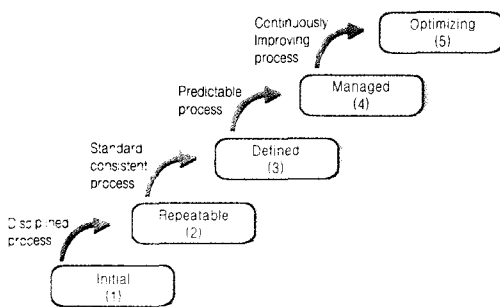 Continuously
Improving
process
Optimizing
(5)
Predictable
process
Managed
(4)
Standard
consistent
process
Defined
(3)
Disciplined
process
Repeatable
(2)
Initial
(1)